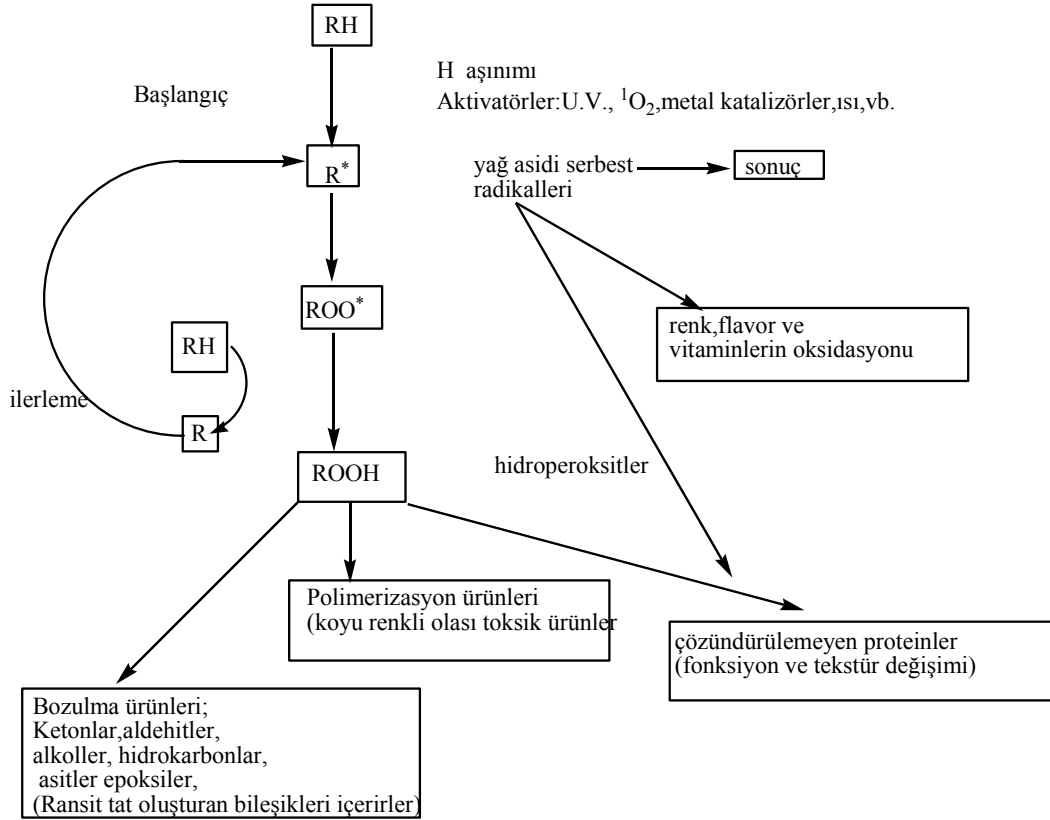 RH
H aşınımı
Başlangıç
Aktivatörler:U.V., ¹O₂,metal katalizörler,ısı,vb.
R*
yağ asidi serbest
radikalleri
sonuç
ROO*
renk,flavor ve
vitaminlerin oksidasyonu
RH
ilerleme
R
ROOH
hidroperoksitler
Polimerizasyon ürünleri
(koyu renkli olası toksik ürünler
çözündürülemeyen proteinler
(fonksiyon ve tekstür değişimi)
Bozulma ürünleri;
Ketonlar,aldehitler,
alkoller, hidrokarbonlar,
asitler epoksiler,
(Ransit tat oluşturan bileşikleri içerirler)